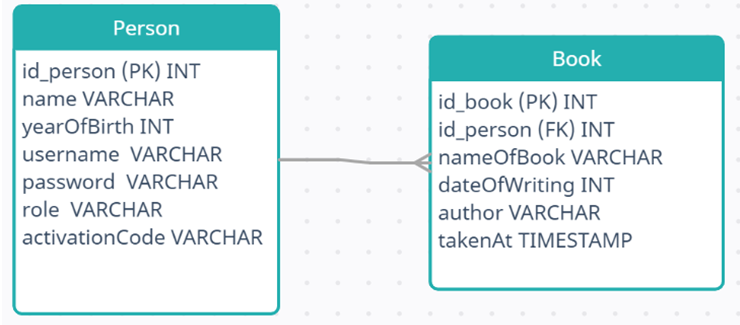 Person
id_person (PK) INT
name VARCHAR
yearOfBirth INT
username VARCHAR
password VARCHAR
role VARCHAR
activationCode VARCHAR
Book
id_book (PK) INT
id_person (FK) INT
nameOfBook VARCHAR
dateOfWriting INT
author VARCHAR
takenAt TIMESTAMP